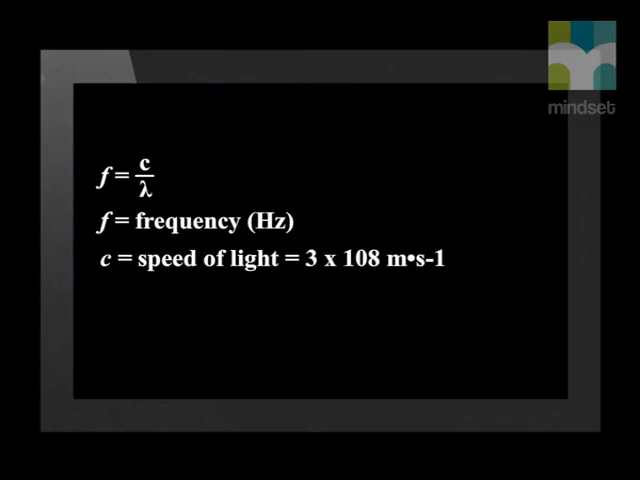 mindset
f = c/λ
f = frequency (Hz)
c = speed of light = 3 x 108 m•s-1